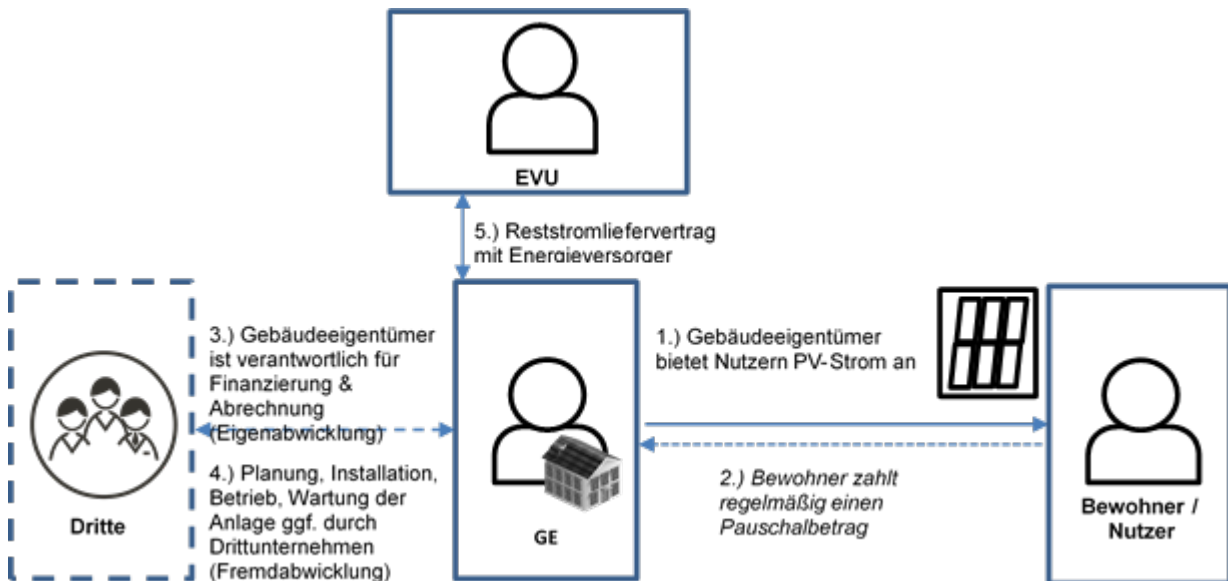 EVU
5.) Reststromliefervertrag
mit Energieversorger
3.) Gebäudeeigentümer
ist verantwortlich für
Finanzierung &
Abrechnung
(Eigenabwicklung)
4.) Planung, Installation,
Betrieb, Wartung der
Anlage ggf. durch
Drittunternehmen
(Fremdabwicklung)
Dritte
GE
1.) Gebäudeeigentümer
bietet Nutzern PV-Strom an
2.) Bewohner zahlt
regelmäßig einen
Pauschalbetrag
Bewohner /
Nutzer